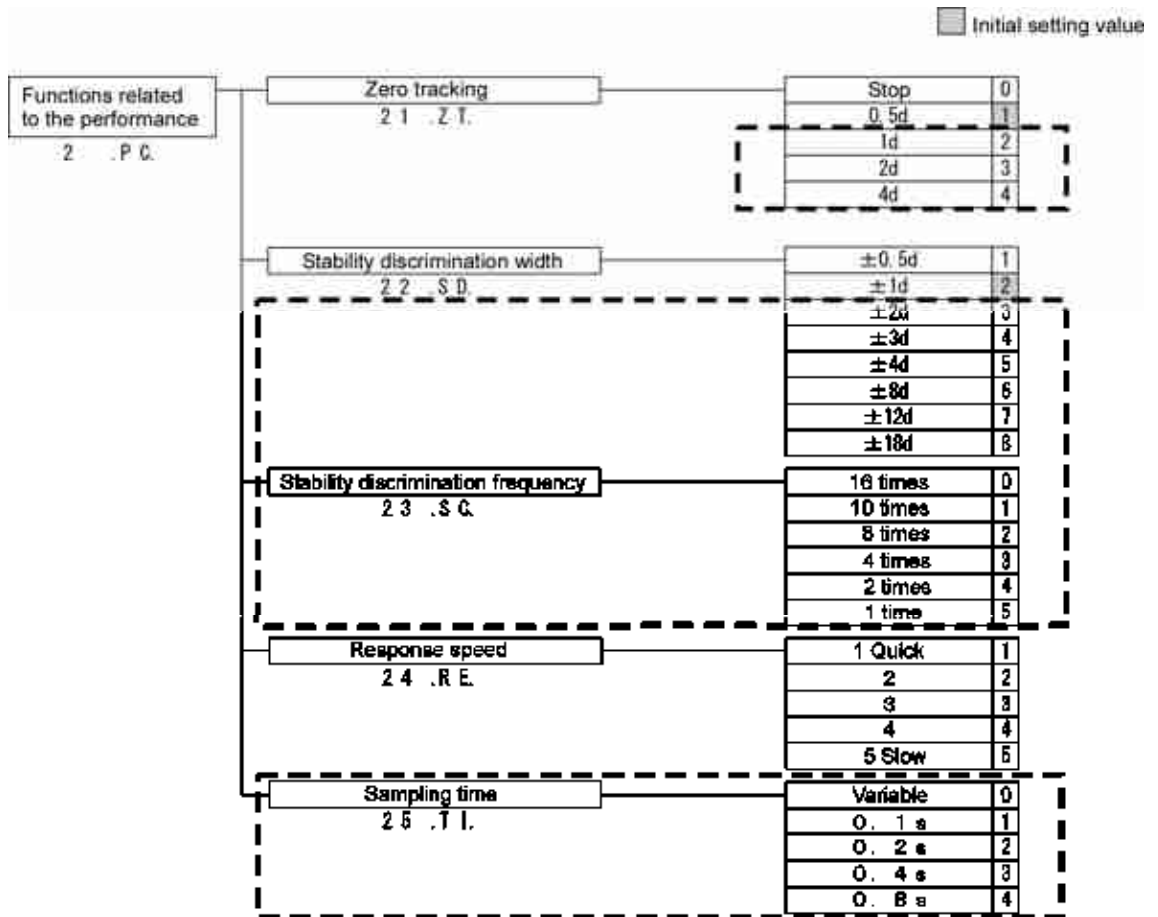 Initial setting value
Functions related
to the performance
2 .P C.
Zero tracking
2 1 .Z T.
Stop 0
0.5d 1
1d 2
2d 3
4d 4
Stability discrimination width
2 2 .S D.
±0.5d 1
±1d 2
±2d 3
±3d 4
±4d 5
±8d 6
±12d 7
±18d 8
Stability discrimination frequency
2 3 .S C.
16 times 0
10 times 1
8 times 2
4 times 3
2 times 4
1 time 5
Response speed
2 4 .R E.
1 Quick 1
2 2
3 3
4 4
5 Slow 5
Sampling time
2 5 .T I.
Variable 0
0. 1 s 1
0. 2 s 2
0. 4 s 3
0. 8 s 4